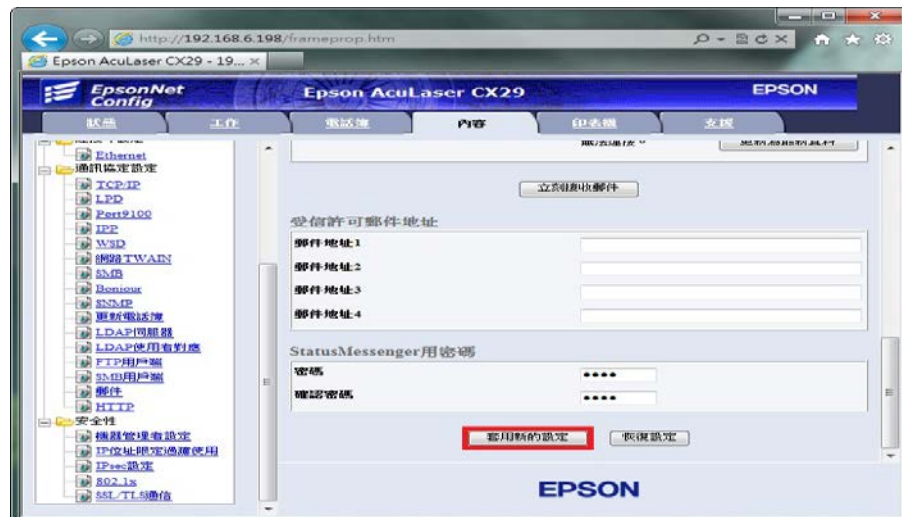 http://192.168.6.198/frameprop.htm
Epson AcuLaser CX29 - 19...
EpsonNet
Config
Epson AcuLaser CX29
EPSON
狀態
工作
電話簿
內容
印表機
支援
Ethernet
通訊協定設定
TCP/IP
LPD
Port9100
IPP
WSD
網路TWAIN
SMB
Bonjour
SNMP
更新電話簿
LDAP伺服器
LDAP使用者對應
FTP用戶端
SMB用戶端
郵件
HTTP
安全性
機器管理者設定
IP位址限定過濾使用
IPsec設定
802.1x
SSL/TLS通信
立刻接收郵件
受信許可郵件地址
郵件地址1
郵件地址2
郵件地址3
郵件地址4
StatusMessenger用密碼
密碼
••••
確認密碼
••••
套用新的設定
恢復設定
EPSON